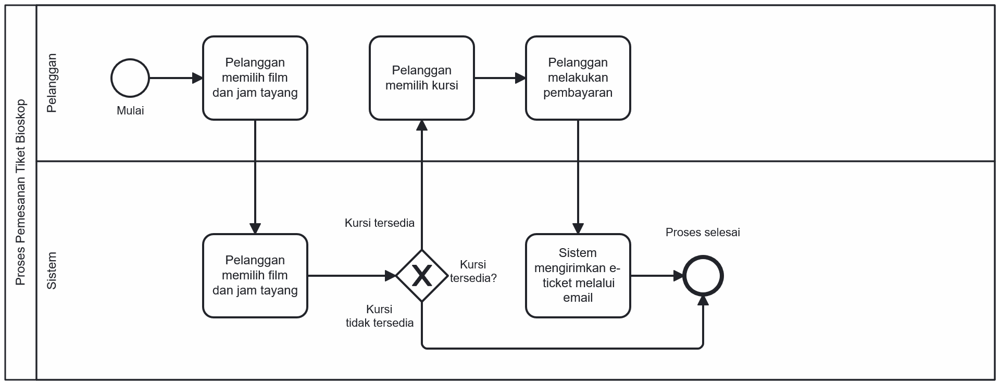 Proses Pemesanan Tiket Bioskop
Pelanggan
Mulai
Pelanggan
memilih film
dan jam tayang
Pelanggan
memilih kursi
Pelanggan
melakukan
pembayaran
Sistem
Pelanggan
memilih film
dan jam tayang
Kursi tersedia
X
Kursi
tersedia?
Kursi
tidak tersedia
Sistem
mengirimkan e-
ticket melalui
email
Proses selesai